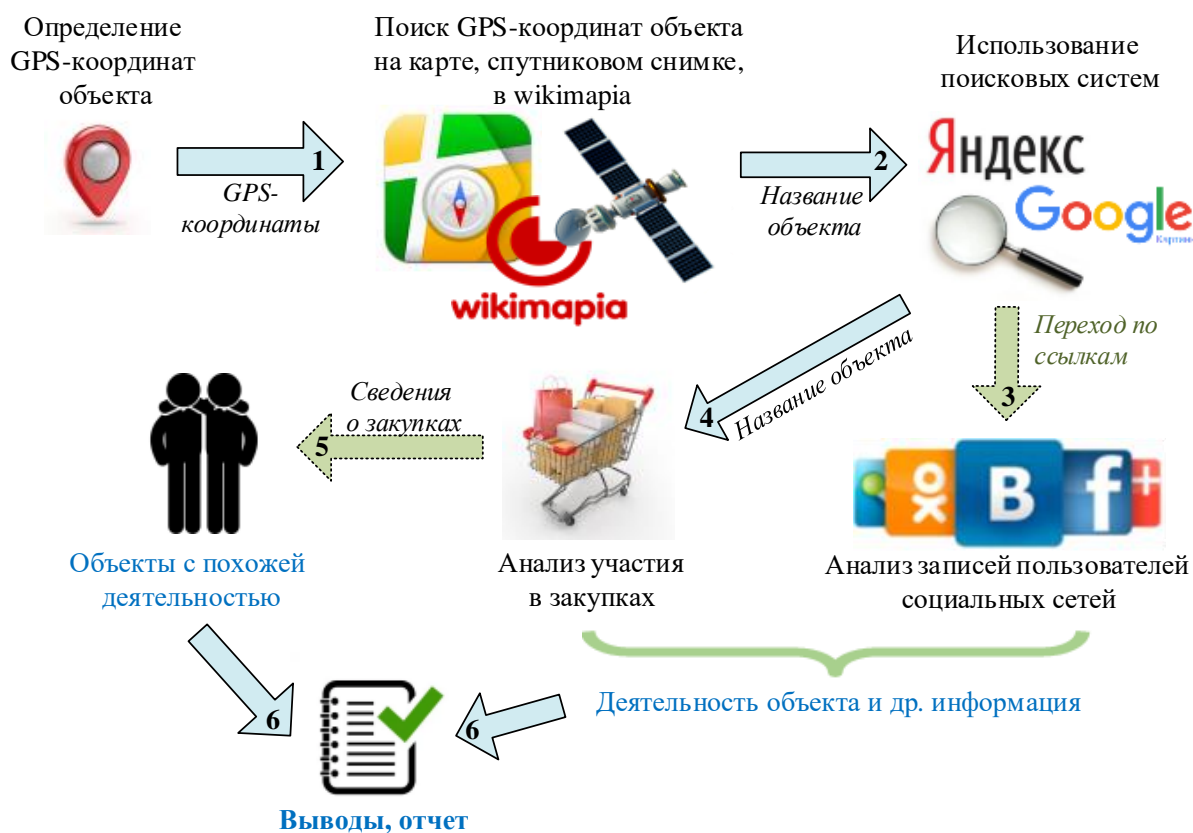 Определение
GPS-координат
объекта
Поиск GPS-координат объекта
на карте, спутниковом снимке,
в wikimapia
Использование
поисковых систем
1
GPS-
координаты
2
Название
объекта
Яндекс
Google
Картинки
wikimapia
Переход по
ссылкам
3
Название объекта
4
Сведения
о закупках
5
В
f
+
Объекты с похожей
деятельностью
Анализ участия
в закупках
Анализ записей пользователей
социальных сетей
Деятельность объекта и др. информация
6
6
Выводы, отчет